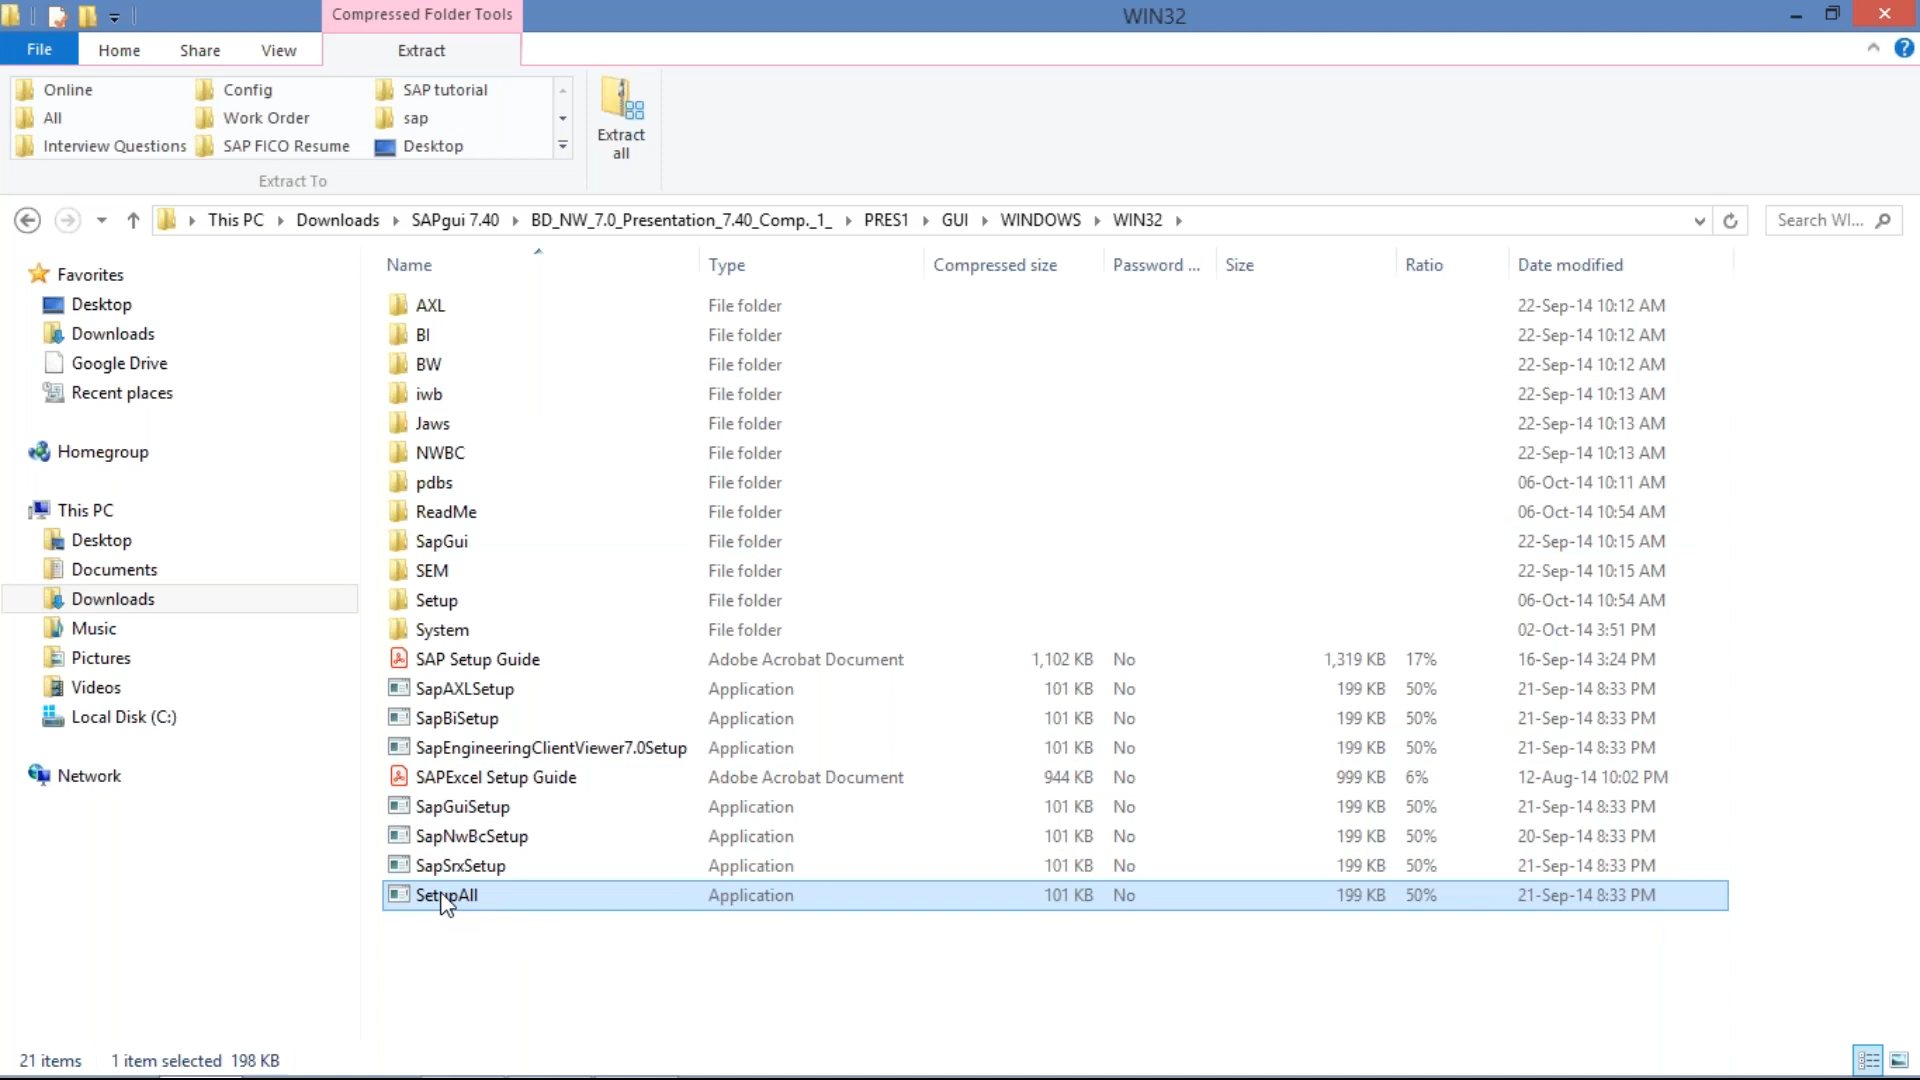 Compressed Folder Tools
WIN32
File Home Share View Extract
Online Config SAP tutorial
All Work Order sap
Interview Questions SAP FICO Resume Desktop
Extract all
Extract To
This PC Downloads SAPgui 7.40 BD_NW_7.0_Presentation_7.40_Comp._1_ PRES1 GUI WINDOWS WIN32 Search WI...
Name Type Compressed size Password ... Size Ratio Date modified
Favorites
Desktop
Downloads
Google Drive
Recent places
Homegroup
This PC
Desktop
Documents
Downloads
Music
Pictures
Videos
Local Disk (C:)
Network
AXL File folder 22-Sep-14 10:12 AM
BI File folder 22-Sep-14 10:12 AM
BW File folder 22-Sep-14 10:12 AM
iwb File folder 22-Sep-14 10:13 AM
Jaws File folder 22-Sep-14 10:13 AM
NWBC File folder 22-Sep-14 10:13 AM
pdbs File folder 06-Oct-14 10:11 AM
ReadMe File folder 06-Oct-14 10:54 AM
SapGui File folder 22-Sep-14 10:15 AM
SEM File folder 22-Sep-14 10:15 AM
Setup File folder 06-Oct-14 10:54 AM
System File folder 02-Oct-14 3:51 PM
SAP Setup Guide Adobe Acrobat Document 1,102 KB No 1,319 KB 17% 16-Sep-14 3:24 PM
SapAXLSetup Application 101 KB No 199 KB 50% 21-Sep-14 8:33 PM
SapBiSetup Application 101 KB No 199 KB 50% 21-Sep-14 8:33 PM
SapEngineeringClientViewer7.0Setup Application 101 KB No 199 KB 50% 21-Sep-14 8:33 PM
SAPExcel Setup Guide Adobe Acrobat Document 944 KB No 999 KB 6% 12-Aug-14 10:02 PM
SapGuiSetup Application 101 KB No 199 KB 50% 21-Sep-14 8:33 PM
SapNwBcSetup Application 101 KB No 199 KB 50% 20-Sep-14 8:33 PM
SapSrxSetup Application 101 KB No 199 KB 50% 21-Sep-14 8:33 PM
SetupAll Application 101 KB No 199 KB 50% 21-Sep-14 8:33 PM
21 items 1 item selected 198 KB